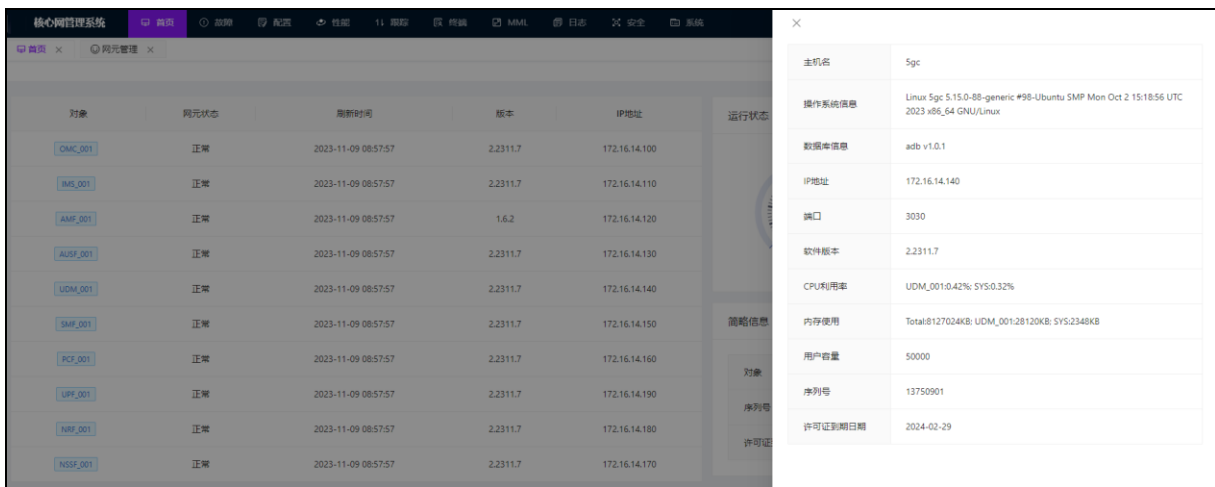 核心网管理系统 首页 故障 配置 性能 跟踪 终端 MML 日志 安全 系统
首页 × 网元管理 ×
对象 网元状态 刷新时间 版本 IP地址
OMC_001 正常 2023-11-09 08:57:57 2.2311.7 172.16.14.100
IMS_001 正常 2023-11-09 08:57:57 2.2311.7 172.16.14.110
AMF_001 正常 2023-11-09 08:57:57 1.6.2 172.16.14.120
AUSF_001 正常 2023-11-09 08:57:57 2.2311.7 172.16.14.130
UDM_001 正常 2023-11-09 08:57:57 2.2311.7 172.16.14.140
SMF_001 正常 2023-11-09 08:57:57 2.2311.7 172.16.14.150
PCF_001 正常 2023-11-09 08:57:57 2.2311.7 172.16.14.160
UPF_001 正常 2023-11-09 08:57:57 2.2311.7 172.16.14.190
NRF_001 正常 2023-11-09 08:57:57 2.2311.7 172.16.14.180
NSSF_001 正常 2023-11-09 08:57:57 2.2311.7 172.16.14.170
运行状态
简略信息
对象
序列号
许可证
主机名 5gc
操作系统信息 Linux 5gc 5.15.0-88-generic #98-Ubuntu SMP Mon Oct 2 15:18:56 UTC
2023 x86_64 GNU/Linux
数据库信息 adb v1.0.1
IP地址 172.16.14.140
端口 3030
软件版本 2.2311.7
CPU利用率 UDM_001:0.42%; SYS:0.32%
内存使用 Total:8127024KB; UDM_001:28120KB; SYS:2348KB
用户容量 50000
序列号 13750901
许可证到期日期 2024-02-29